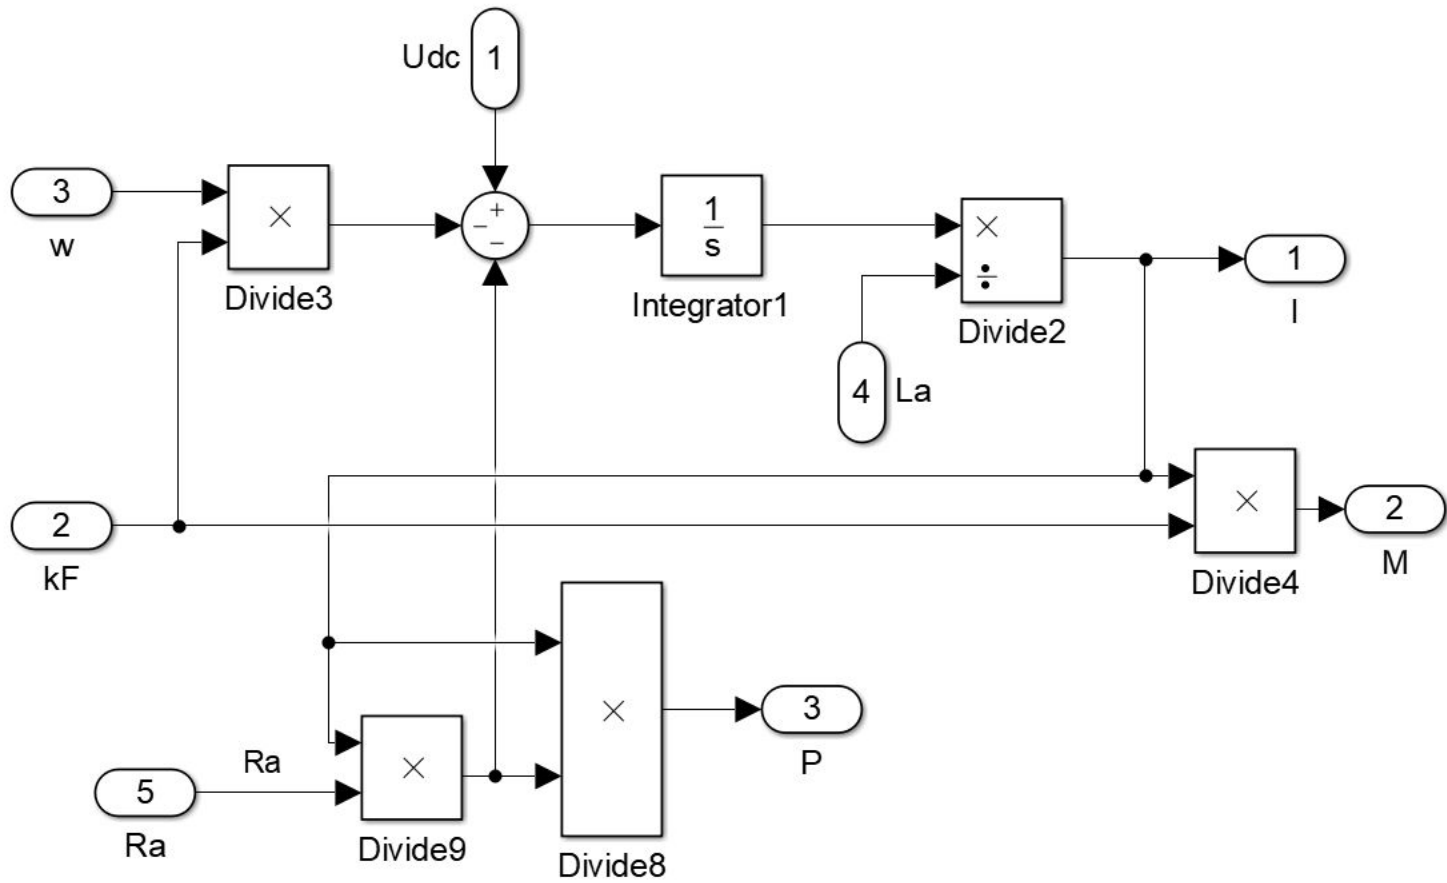 Udc
1
3
w
×
Divide3
+
−
−
1
s
Integrator1
×
÷
Divide2
1
I
4
La
2
kF
×
Divide4
2
M
×
Divide8
3
P
Ra
5
Ra
×
Divide9